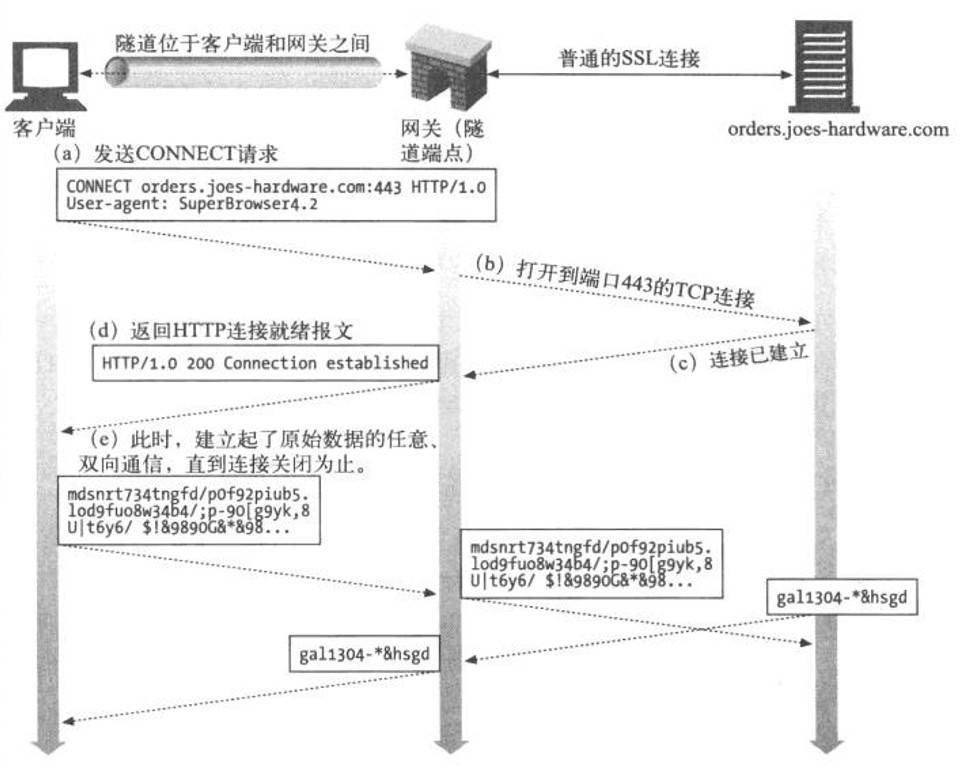 隧道位于客户端和网关之间
普通的SSL连接
客户端
网关（隧
道端点）
orders.joes-hardware.com
（a）发送CONNECT请求
CONNECT orders.joes-hardware.com:443 HTTP/1.0
User-agent: SuperBrowser4.2
（b）打开到端口443的TCP连接
（d）返回HTTP连接就绪报文
HTTP/1.0 200 Connection established
（c）连接已建立
（e）此时，建立起了原始数据的任意、
双向通信，直到连接关闭为止。
mdsnrt734tngfd/p0f92piub5.
lod9fuo8w34b4/;p-90[g9yk,8
U|t6y6/ $!&9890G&*&98...
mdsnrt734tngfd/p0f92piub5.
lod9fuo8w34b4/;p-90[g9yk,8
U|t6y6/ $!&9890G&*&98...
gal1304-*&hsgd
gal1304-*&hsgd